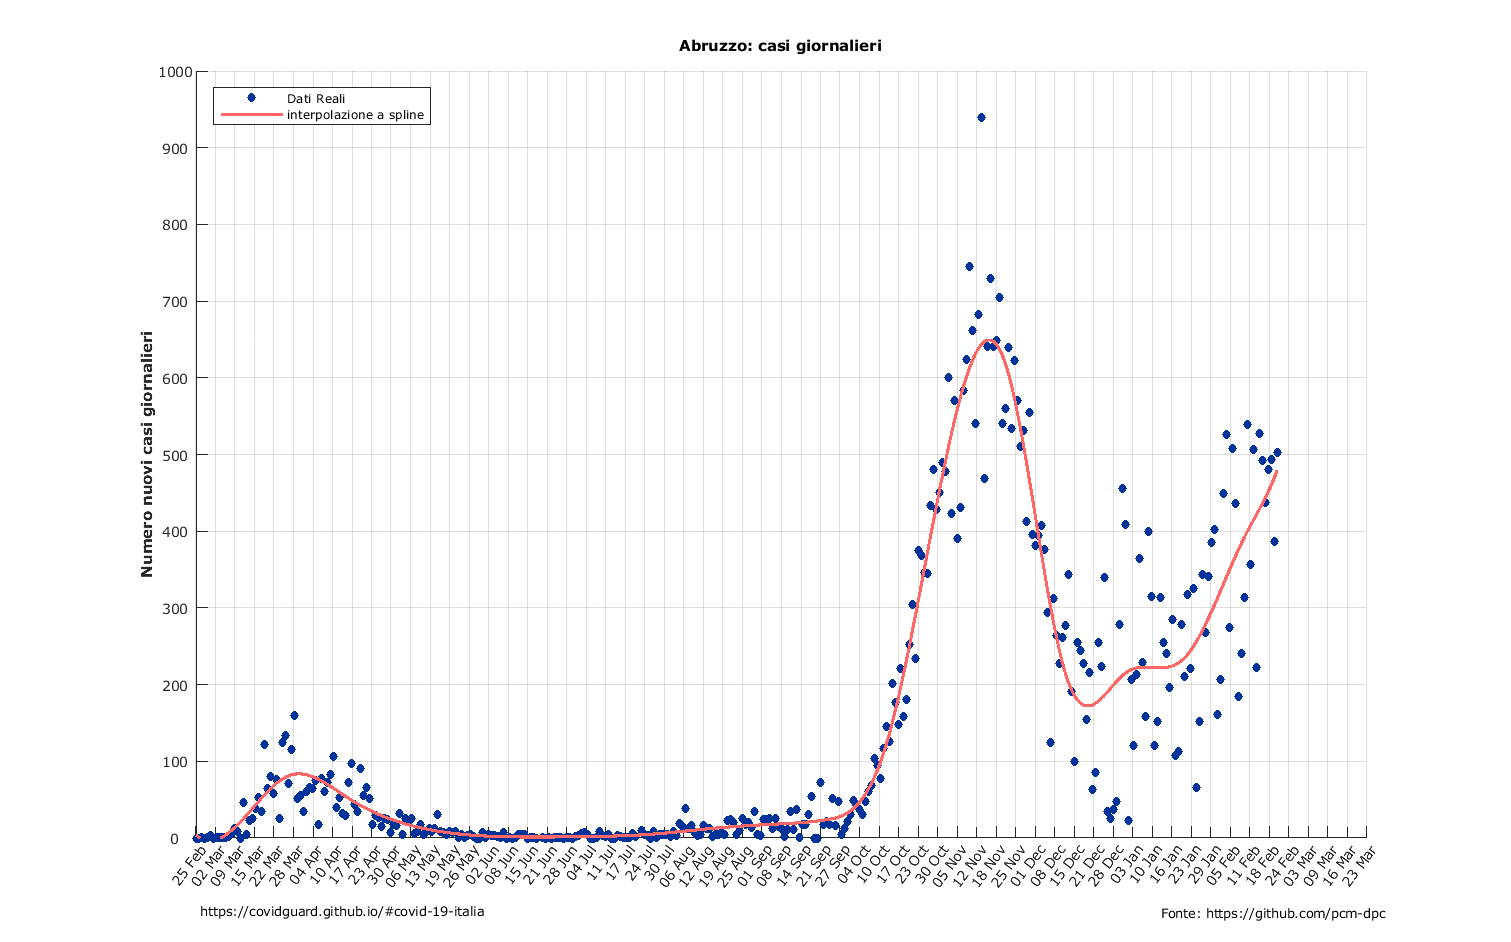 Abruzzo: casi giornalieri
1000
900
800
700
600
500
400
300
200
100
0
Numero nuovi casi giornalieri
Dati Reali
interpolazione a spline
25 Feb
02 Mar
09 Mar
15 Mar
22 Mar
28 Mar
04 Apr
10 Apr
17 Apr
23 Apr
30 Apr
06 May
13 May
19 May
26 May
02 Jun
08 Jun
15 Jun
21 Jun
28 Jun
04 Jul
11 Jul
17 Jul
24 Jul
30 Jul
06 Aug
12 Aug
19 Aug
25 Aug
01 Sep
08 Sep
14 Sep
21 Sep
27 Sep
04 Oct
10 Oct
17 Oct
23 Oct
30 Oct
05 Nov
12 Nov
18 Nov
25 Nov
01 Dec
08 Dec
15 Dec
21 Dec
28 Dec
03 Jan
10 Jan
16 Jan
23 Jan
29 Jan
05 Feb
11 Feb
18 Feb
24 Feb
03 Mar
09 Mar
16 Mar
23 Mar
https://covidguard.github.io/#covid-19-italia
Fonte: https://github.com/pcm-dpc